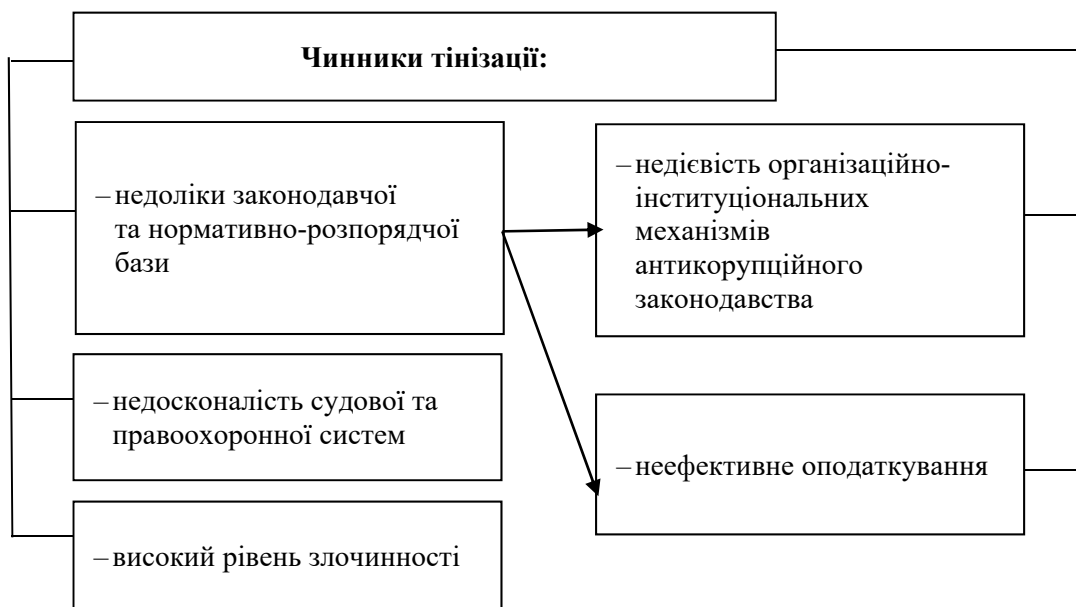 Чинники тінізації:
– недоліки законодавчої
та нормативно-розпорядчої
бази
– недієвість організаційно-
інституціональних
механізмів
антикорупційного
законодавства
– недосконалість судової та
правоохоронної систем
– неефективне оподаткування
– високий рівень злочинності